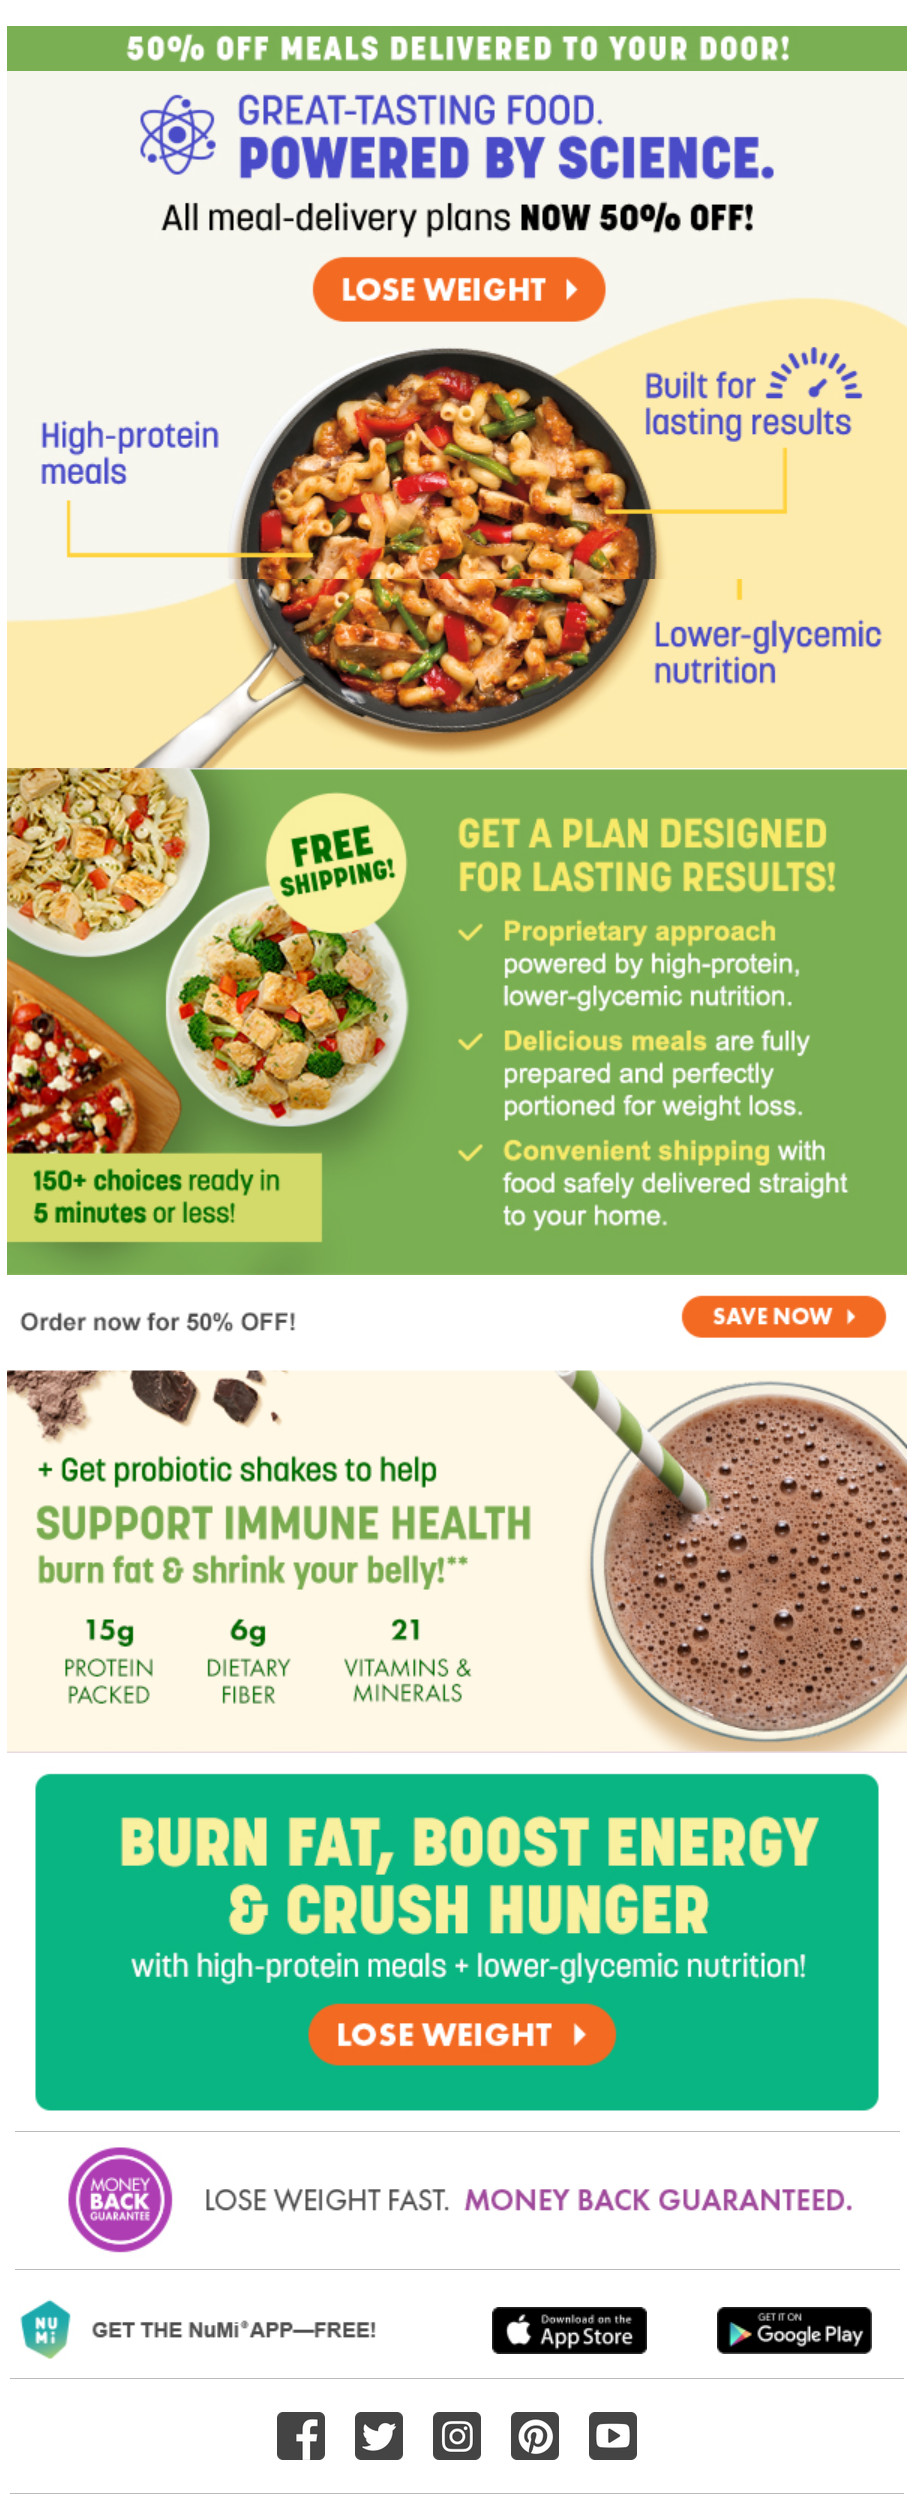 50% OFF MEALS DELIVERED TO YOUR DOOR!
GREAT-TASTING FOOD.
POWERED BY SCIENCE.
All meal-delivery plans NOW 50% OFF!
LOSE WEIGHT
Built for
lasting results
High-protein
meals
Lower-glycemic
nutrition
FREE
SHIPPING!
GET A PLAN DESIGNED
FOR LASTING RESULTS!
Proprietary approach
powered by high-protein,
lower-glycemic nutrition.
Delicious meals are fully
prepared and perfectly
portioned for weight loss.
Convenient shipping with
food safely delivered straight
to your home.
150+ choices ready in
5 minutes or less!
Order now for 50% OFF!
SAVE NOW
+ Get probiotic shakes to help
SUPPORT IMMUNE HEALTH
burn fat & shrink your belly!**
15g
PROTEIN
PACKED
6g
DIETARY
FIBER
21
VITAMINS &
MINERALS
BURN FAT, BOOST ENERGY
& CRUSH HUNGER
with high-protein meals + lower-glycemic nutrition!
LOSE WEIGHT
MONEY
BACK
GUARANTEE
LOSE WEIGHT FAST. MONEY BACK GUARANTEED.
NU
Mi
GET THE NuMi® APP—FREE!
Download on the
App Store
GET IT ON
Google Play